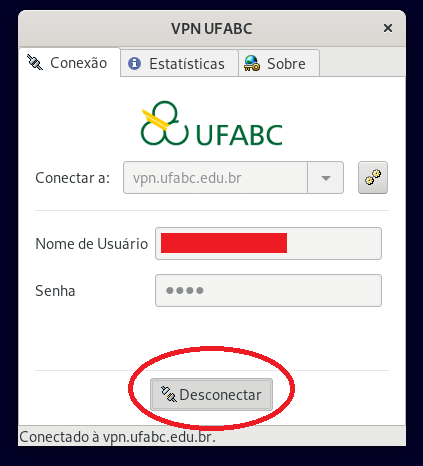 VPN UFABC
Conexão Estatísticas Sobre
UFABC
Conectar a: vpn.ufabc.edu.br
Nome de Usuário
Senha
Desconectar
Conectado à vpn.ufabc.edu.br.